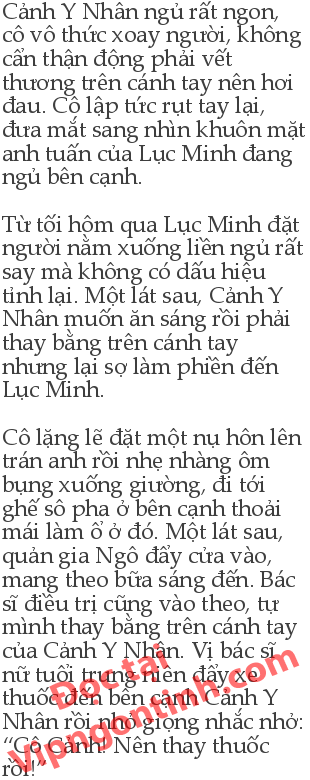 Cảnh Y Nhân ngủ rất ngon,
cô vô thức xoay người, không
cẩn thận động phải vết
thương trên cánh tay nên hơi
đau. Cô lập tức rụt tay lại,
đưa mắt sang nhìn khuôn mặt
anh tuấn của Lục Minh đang
ngủ bên cạnh.
Từ tối hôm qua Lục Minh đặt
người nằm xuống liền ngủ rất
say mà không có dấu hiệu
tỉnh lại. Một lát sau, Cảnh Y
Nhân muốn ăn sáng rồi phải
thay băng trên cánh tay
nhưng lại sợ làm phiền đến
Lục Minh.
Cô lặng lẽ đặt một nụ hôn lên
trán anh rồi nhẹ nhàng ôm
bụng xuống giường, đi tới
ghế sô pha ở bên cạnh thoải
mái làm ổ ở đó. Một lát sau,
quản gia Ngô đẩy cửa vào,
mang theo bữa sáng đến. Bác
sĩ điều trị cũng vào theo, tự
mình thay băng trên cánh tay
của Cảnh Y Nhân. Vị bác sĩ
nữ tuổi trung niên đẩy xe
thuốc đến bên cạnh Cảnh Y
Nhân rồi nhỏ giọng nhắc nhở:
“Cô Cảnh! Nên thay thuốc
rồi!”
Đọc tại
Vipngontinh.com